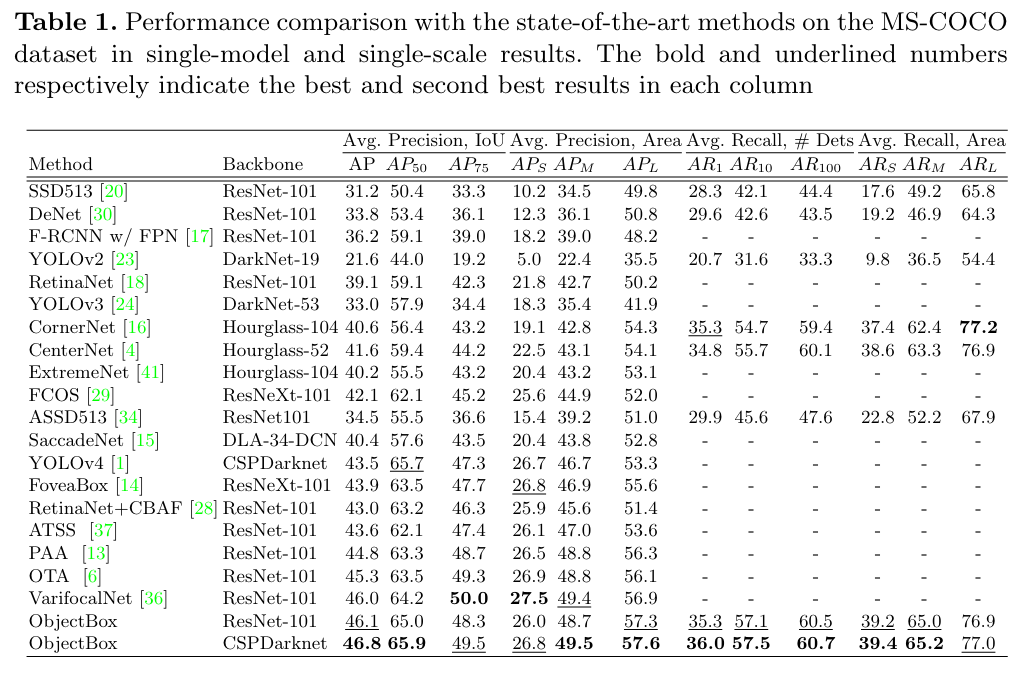 Table 1. Performance comparison with the state-of-the-art methods on the MS-COCO
dataset in single-model and single-scale results. The bold and underlined numbers
respectively indicate the best and second best results in each column
Avg. Precision, IoU Avg. Precision, Area Avg. Recall, # Dets Avg. Recall, Area
Method Backbone AP AP50 AP75 APS APM APL AR1 AR10 AR100 ARS ARM ARL
SSD513 [20] ResNet-101 31.2 50.4 33.3 10.2 34.5 49.8 28.3 42.1 44.4 17.6 49.2 65.8
DeNet [30] ResNet-101 33.8 53.4 36.1 12.3 36.1 50.8 29.6 42.6 43.5 19.2 46.9 64.3
F-RCNN w/ FPN [17] ResNet-101 36.2 59.1 39.0 18.2 39.0 48.2 - - - - - -
YOLOv2 [23] DarkNet-19 21.6 44.0 19.2 5.0 22.4 35.5 20.7 31.6 33.3 9.8 36.5 54.4
RetinaNet [18] ResNet-101 39.1 59.1 42.3 21.8 42.7 50.2 - - - - - -
YOLOv3 [24] DarkNet-53 33.0 57.9 34.4 18.3 35.4 41.9 - - - - - -
CornerNet [16] Hourglass-104 40.6 56.4 43.2 19.1 42.8 54.3 35.3 54.7 59.4 37.4 62.4 77.2
CenterNet [4] Hourglass-52 41.6 59.4 44.2 22.5 43.1 54.1 34.8 55.7 60.1 38.6 63.3 76.9
ExtremeNet [41] Hourglass-104 40.2 55.5 43.2 20.4 43.2 53.1 - - - - - -
FCOS [29] ResNeXt-101 42.1 62.1 45.2 25.6 44.9 52.0 - - - - - -
ASSD513 [34] ResNet101 34.5 55.5 36.6 15.4 39.2 51.0 29.9 45.6 47.6 22.8 52.2 67.9
SaccadeNet [15] DLA-34-DCN 40.4 57.6 43.5 20.4 43.8 52.8 - - - - - -
YOLOv4 [1] CSPDarknet 43.5 65.7 47.3 26.7 46.7 53.3 - - - - - -
FoveaBox [14] ResNeXt-101 43.9 63.5 47.7 26.8 46.9 55.6 - - - - - -
RetinaNet+CBAF [28] ResNet-101 43.0 63.2 46.3 25.9 45.6 51.4 - - - - - -
ATSS [37] ResNet-101 43.6 62.1 47.4 26.1 47.0 53.6 - - - - - -
PAA [13] ResNet-101 44.8 63.3 48.7 26.5 48.8 56.3 - - - - - -
OTA [6] ResNet-101 45.3 63.5 49.3 26.9 48.8 56.1 - - - - - -
VarifocalNet [36] ResNet-101 46.0 64.2 50.0 27.5 49.4 56.9 - - - - - -
ObjectBox ResNet-101 46.1 65.0 48.3 26.0 48.7 57.3 35.3 57.1 60.5 39.2 65.0 76.9
ObjectBox CSPDarknet 46.8 65.9 49.5 26.8 49.5 57.6 36.0 57.5 60.7 39.4 65.2 77.0